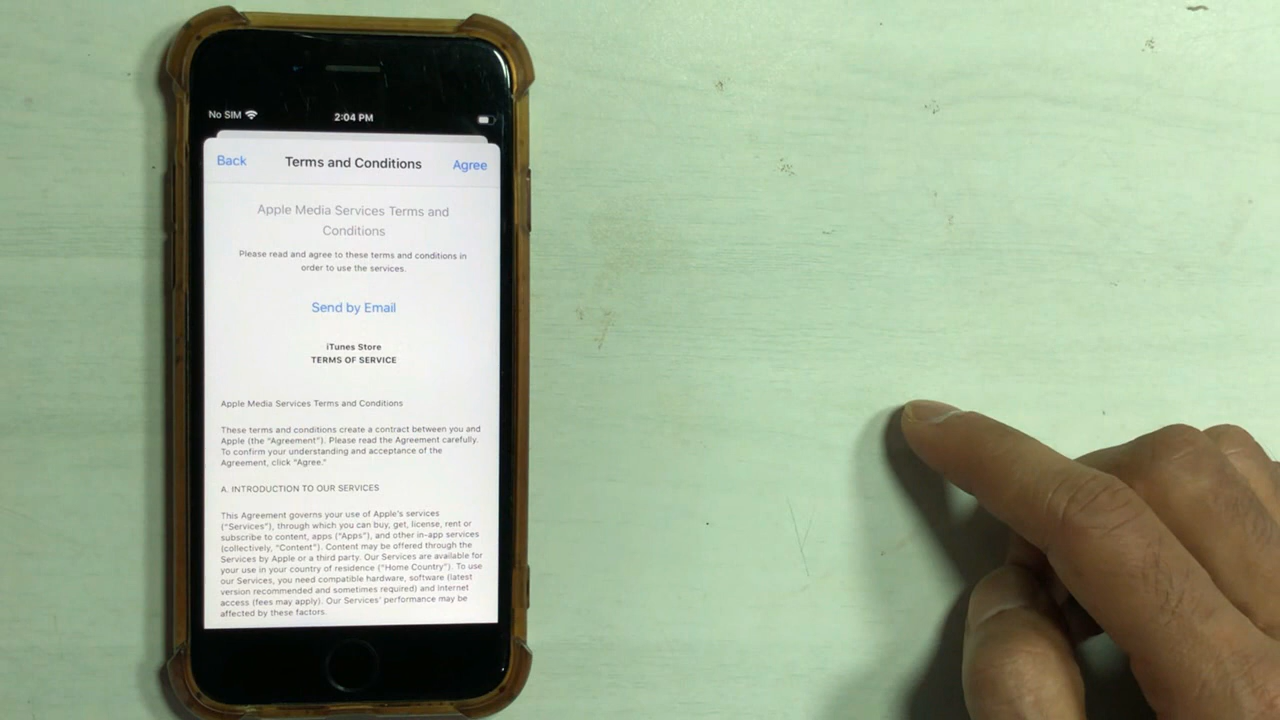 No SIM 2:04 PM
Back Terms and Conditions Agree
Apple Media Services Terms and
Conditions
Please read and agree to these terms and conditions in
order to use the services.
Send by Email
iTunes Store
TERMS OF SERVICE
Apple Media Services Terms and Conditions
These terms and conditions create a contract between you and
Apple (the “Agreement”). Please read the Agreement carefully.
To confirm your understanding and acceptance of the
Agreement, click “Agree.”
A. INTRODUCTION TO OUR SERVICES
This Agreement governs your use of Apple’s services
(“Services”), through which you can buy, get, license, rent or
subscribe to content, apps (“Apps”), and other in-app services
(collectively, “Content”). Content may be offered through the
Services by Apple or a third party. Our Services are available for
your use in your country of residence (“Home Country”). To use
our Services, you need compatible hardware, software (latest
version recommended and sometimes required) and internet
access (fees may apply). Our Services’ performance may be
affected by these factors.